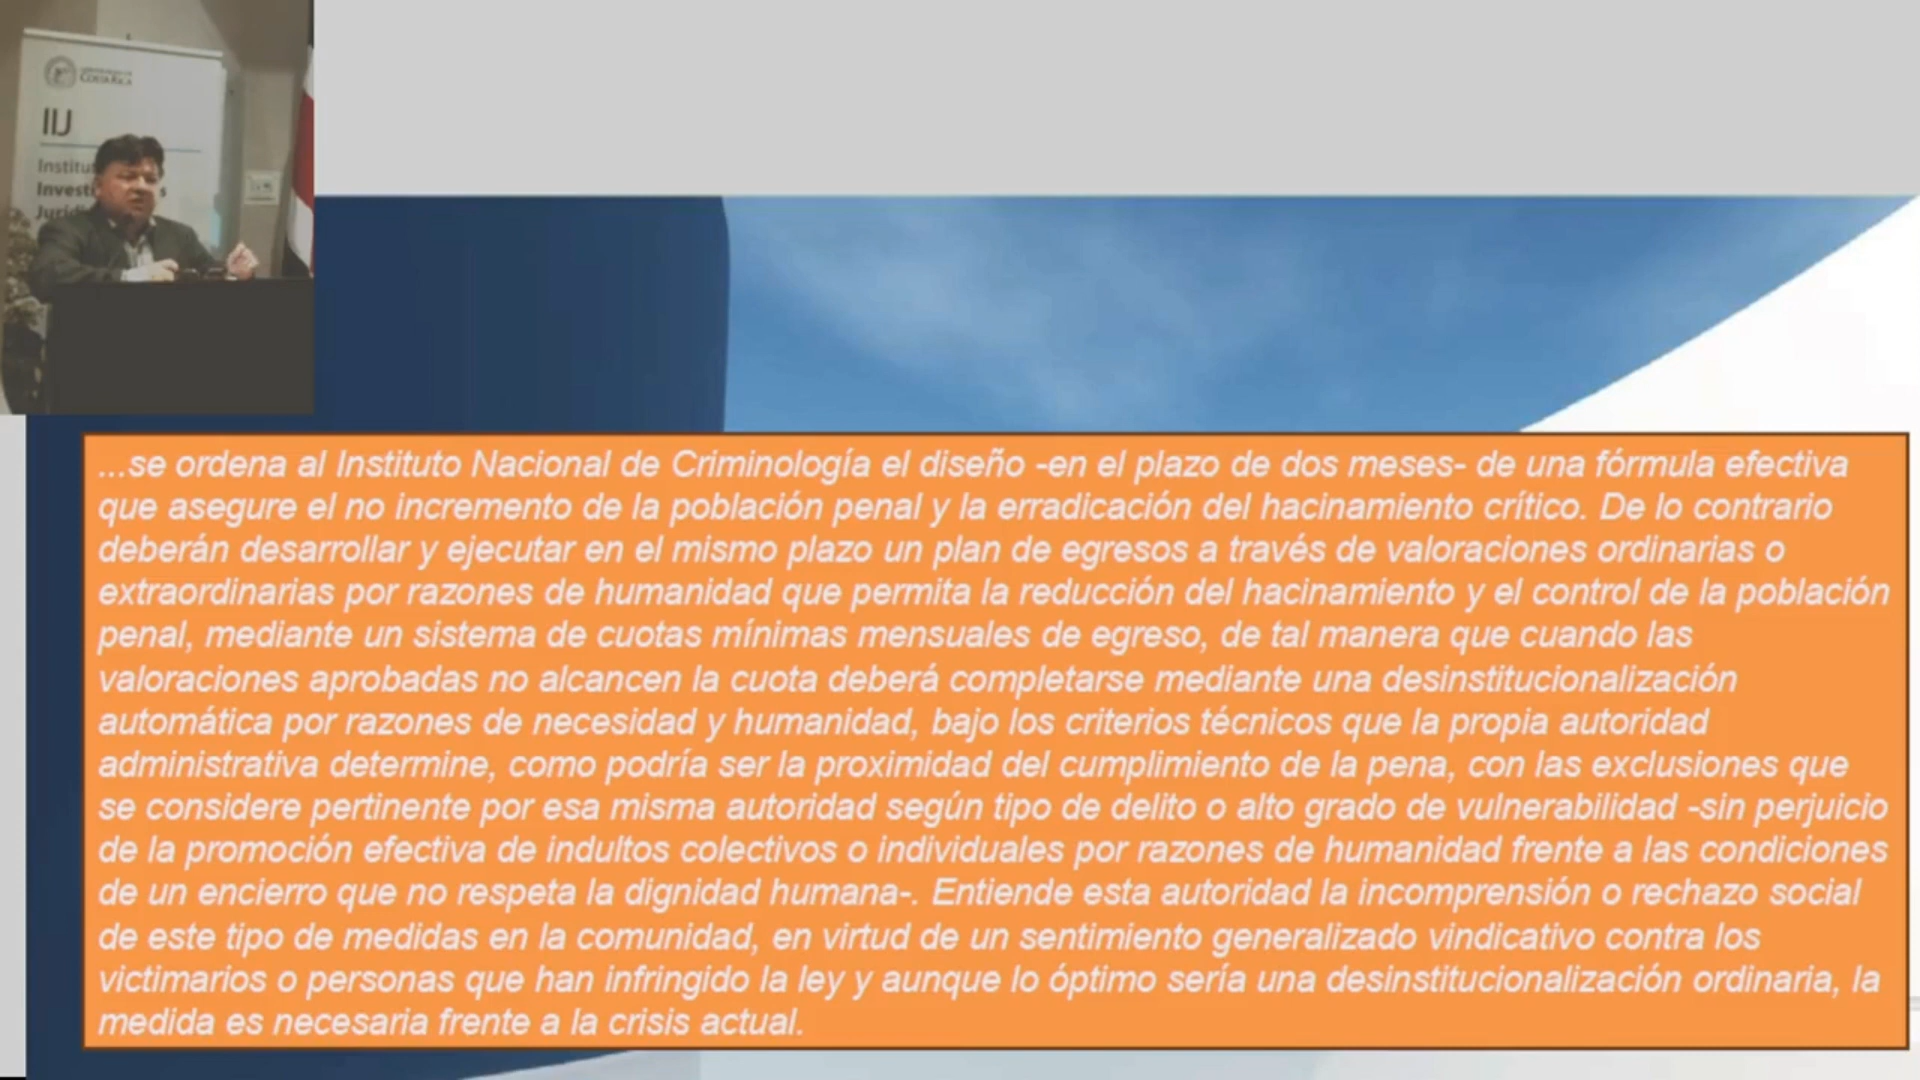 COSTA RICA
IIJ
...se ordena al Instituto Nacional de Criminología el diseño -en el plazo de dos meses- de una fórmula efectiva
que asegure el no incremento de la población penal y la erradicación del hacinamiento crítico. De lo contrario
deberán desarrollar y ejecutar en el mismo plazo un plan de egresos a través de valoraciones ordinarias o
extraordinarias por razones de humanidad que permita la reducción del hacinamiento y el control de la población
penal, mediante un sistema de cuotas mínimas mensuales de egreso, de tal manera que cuando las
valoraciones aprobadas no alcancen la cuota deberá completarse mediante una desinstitucionalización
automática por razones de necesidad y humanidad, bajo los criterios técnicos que la propia autoridad
administrativa determine, como podría ser la proximidad del cumplimiento de la pena, con las exclusiones que
se considere pertinente por esa misma autoridad según tipo de delito o alto grado de vulnerabilidad -sin perjuicio
de la promoción efectiva de indultos colectivos o individuales por razones de humanidad frente a las condiciones
de un encierro que no respeta la dignidad humana-. Entiende esta autoridad la incomprensión o rechazo social
de este tipo de medidas en la comunidad, en virtud de un sentimiento generalizado vindicativo contra los
victimarios o personas que han infringido la ley y aunque lo óptimo sería una desinstitucionalización ordinaria, la
medida es necesaria frente a la crisis actual.